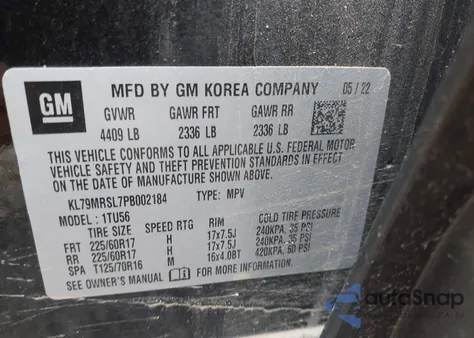 GM
MFD BY GM KOREA COMPANY 05/22
GVWR GAWR FRT GAWR RR
4409 LB 2336 LB 2336 LB
THIS VEHICLE CONFORMS TO ALL APPLICABLE U.S. FEDERAL MOTOR
VEHICLE SAFETY AND THEFT PREVENTION STANDARDS IN EFFECT
ON THE DATE OF MANUFACTURE SHOWN ABOVE.
KL79MRSL7PB002184 TYPE: MPV
MODEL: 1TU56
SPEED RTG RIM COLD TIRE PRESSURE
FRT 225/60R17 H 17x7.5J 240KPA, 35 PSI
RR 225/60R17 H 17x7.5J 240KPA, 35 PSI
SPA T125/70R16 M 16x4.0BT 420KPA, 60 PSI
SEE OWNER'S MANUAL FOR MORE INFORMATION.
autoSnap